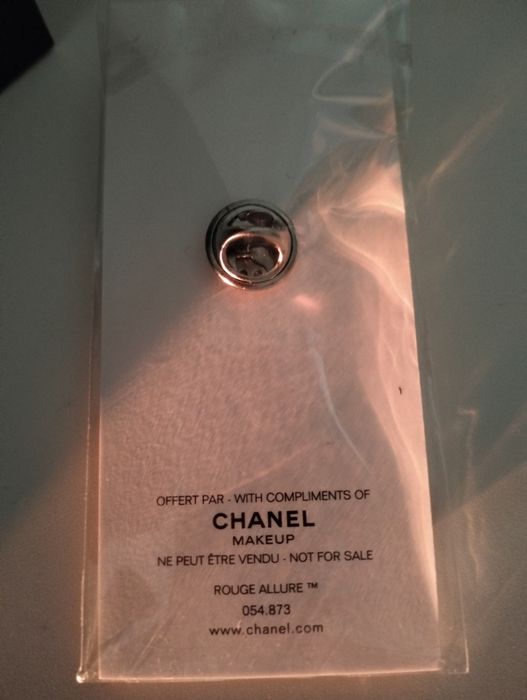 OFFERT PAR - WITH COMPLIMENTS OF
CHANEL
MAKEUP
NE PEUT ÊTRE VENDU - NOT FOR SALE
ROUGE ALLURE ™
054.873
www.chanel.com